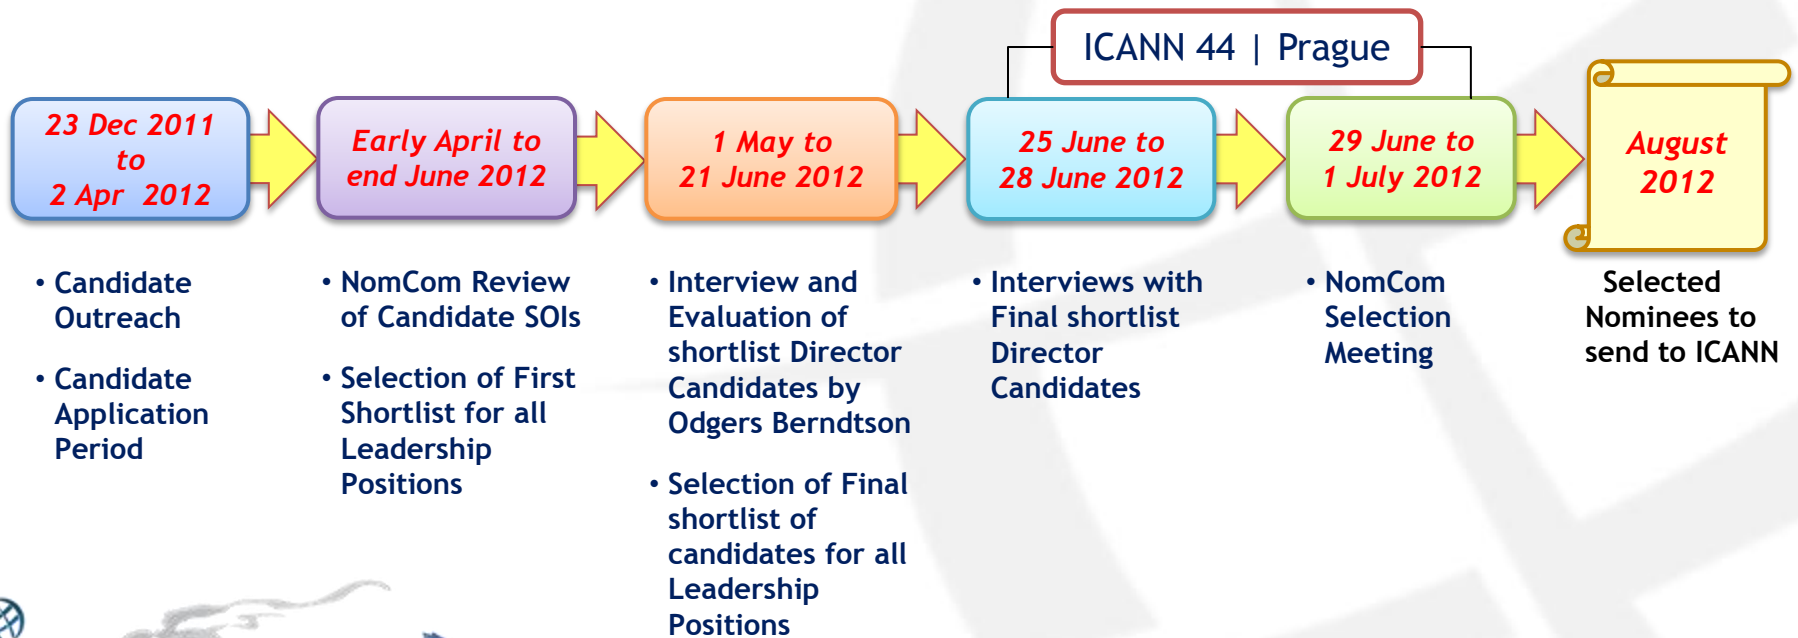 ICANN 44 | Prague
23 Dec 2011
to
2 Apr 2012
Early April to
end June 2012
1 May to
21 June 2012
25 June to
28 June 2012
29 June to
1 July 2012
August
2012
• Candidate
Outreach
• Candidate
Application
Period
• NomCom Review
of Candidate SOIs
• Selection of First
Shortlist for all
Leadership
Positions
• Interview and
Evaluation of
shortlist Director
Candidates by
Odgers Berndtson
• Selection of Final
shortlist of
candidates for all
Leadership
Positions
• Interviews with
Final shortlist
Director
Candidates
• NomCom
Selection
Meeting
Selected
Nominees to
send to ICANN